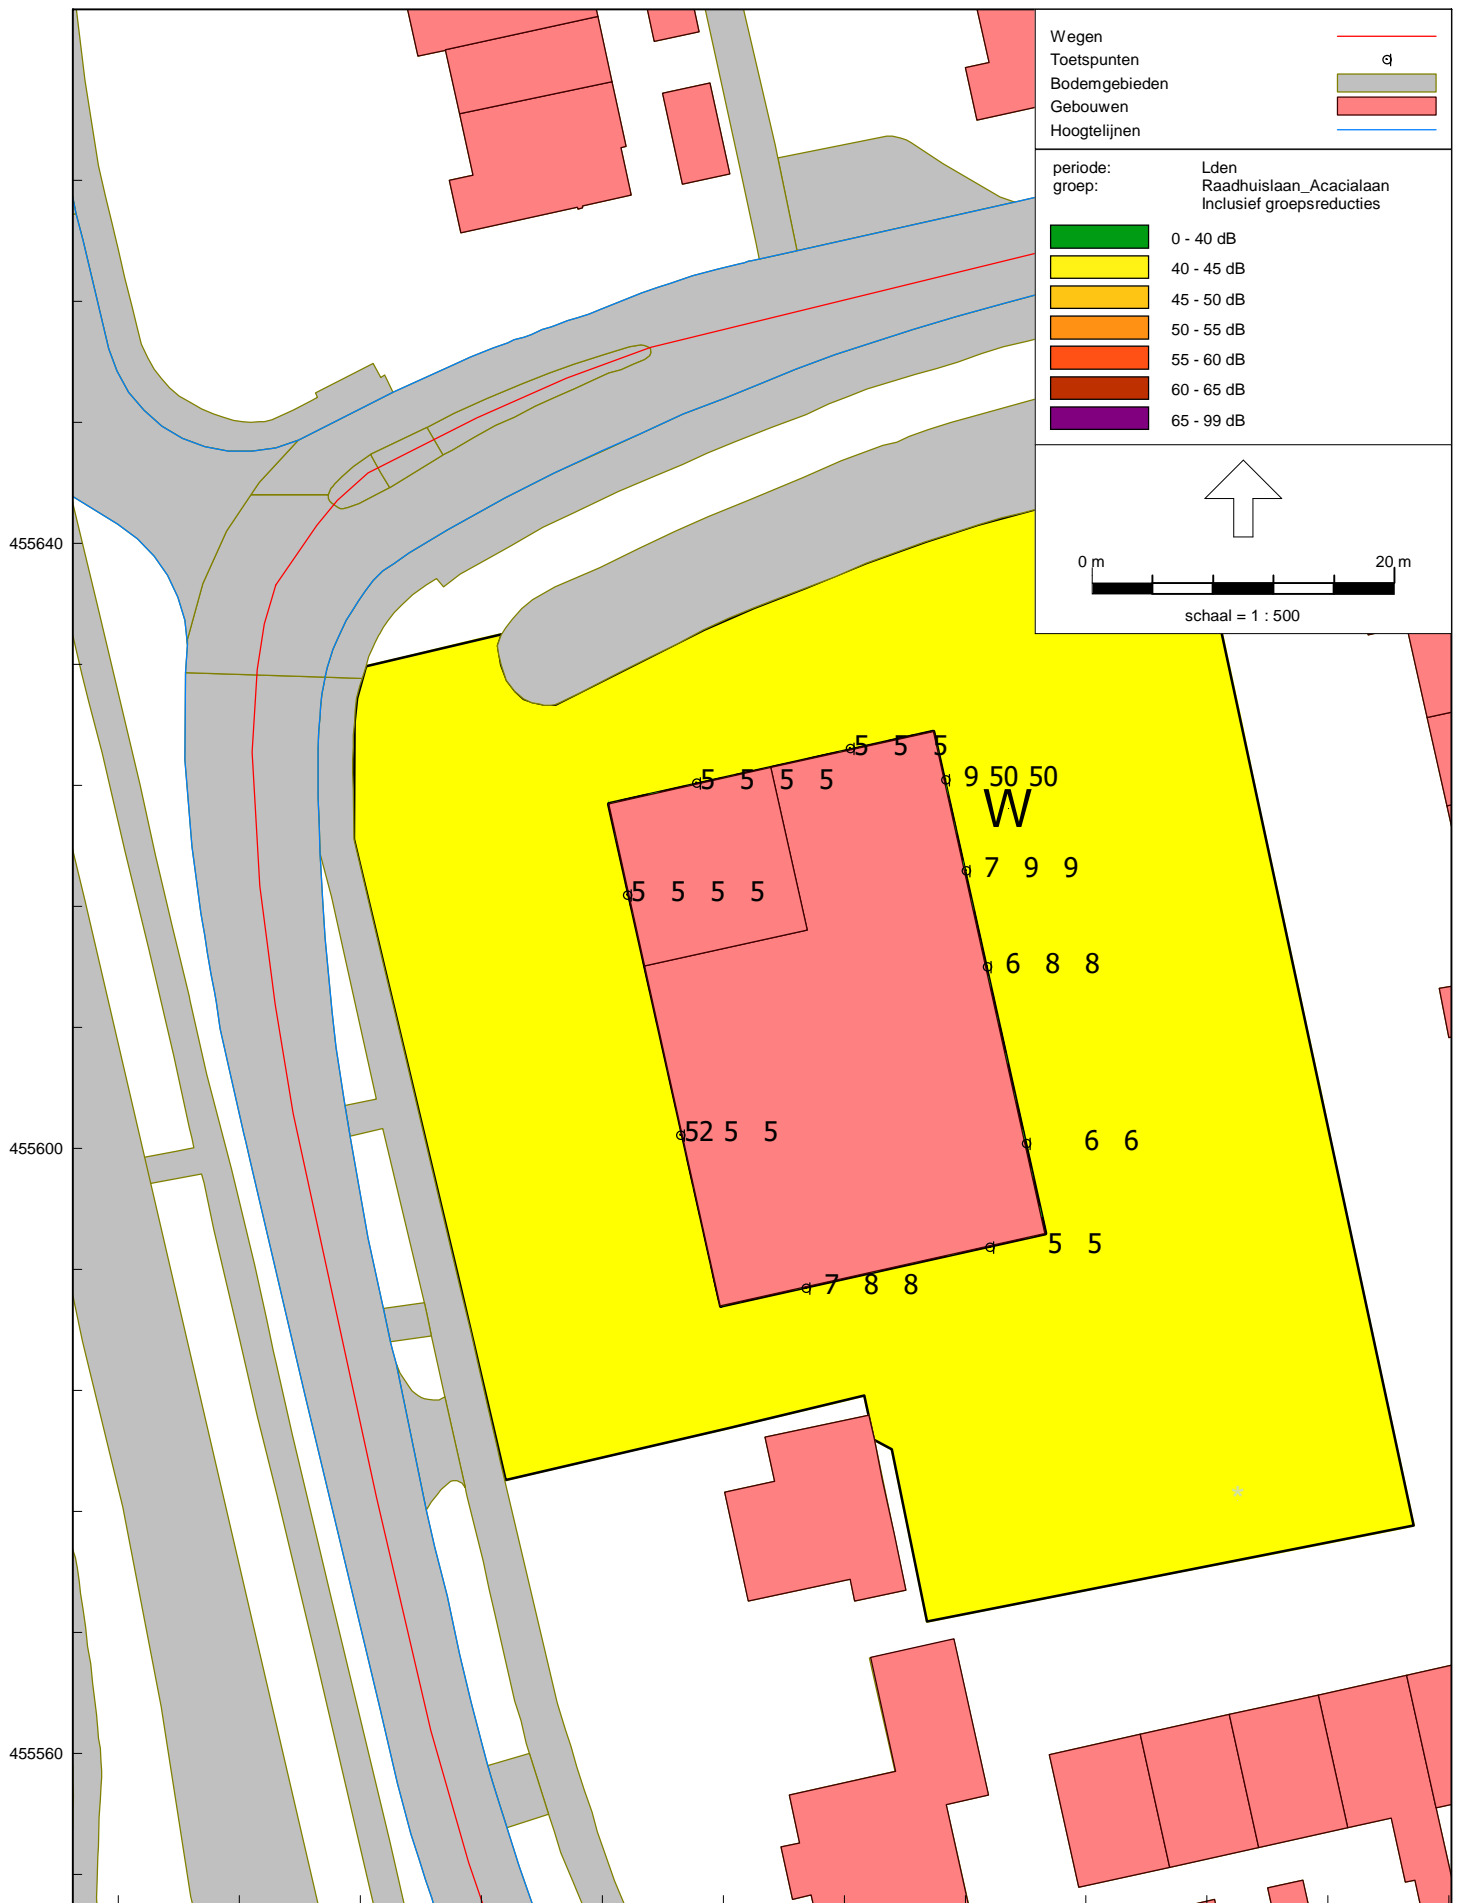 Wegen
Toetspunten
Bodemgebieden
Gebouwen
Hoogtelijnen
periode: Lden
groep: Raadhuislaan_Acacialaan
Inclusief groepsreducties
0 - 40 dB
40 - 45 dB
45 - 50 dB
50 - 55 dB
55 - 60 dB
60 - 65 dB
65 - 99 dB
0 m 20 m
schaal = 1 : 500
455640
5 5 5
5 5 5 5
9 50 50
W
7 9 9
5 5 5 5
6 8 8
52 5 5
6 6
455600
5 5
7 8 8
*
455560